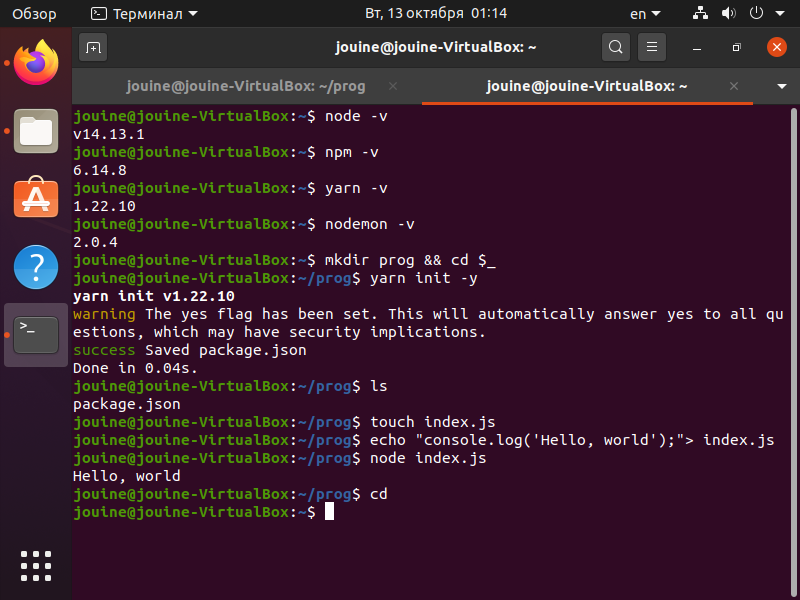 Обзор Терминал Вт, 13 октября 01:14 en
jouine@jouine-VirtualBox: ~
jouine@jouine-VirtualBox: ~/prog jouine@jouine-VirtualBox: ~
jouine@jouine-VirtualBox:~$ node -v
v14.13.1
jouine@jouine-VirtualBox:~$ npm -v
6.14.8
jouine@jouine-VirtualBox:~$ yarn -v
1.22.10
jouine@jouine-VirtualBox:~$ nodemon -v
2.0.4
jouine@jouine-VirtualBox:~$ mkdir prog && cd $_
jouine@jouine-VirtualBox:~/prog$ yarn init -y
yarn init v1.22.10
warning The yes flag has been set. This will automatically answer yes to all qu
estions, which may have security implications.
success Saved package.json
Done in 0.04s.
jouine@jouine-VirtualBox:~/prog$ ls
package.json
jouine@jouine-VirtualBox:~/prog$ touch index.js
jouine@jouine-VirtualBox:~/prog$ echo "console.log('Hello, world');"> index.js
jouine@jouine-VirtualBox:~/prog$ node index.js
Hello, world
jouine@jouine-VirtualBox:~/prog$ cd
jouine@jouine-VirtualBox:~$